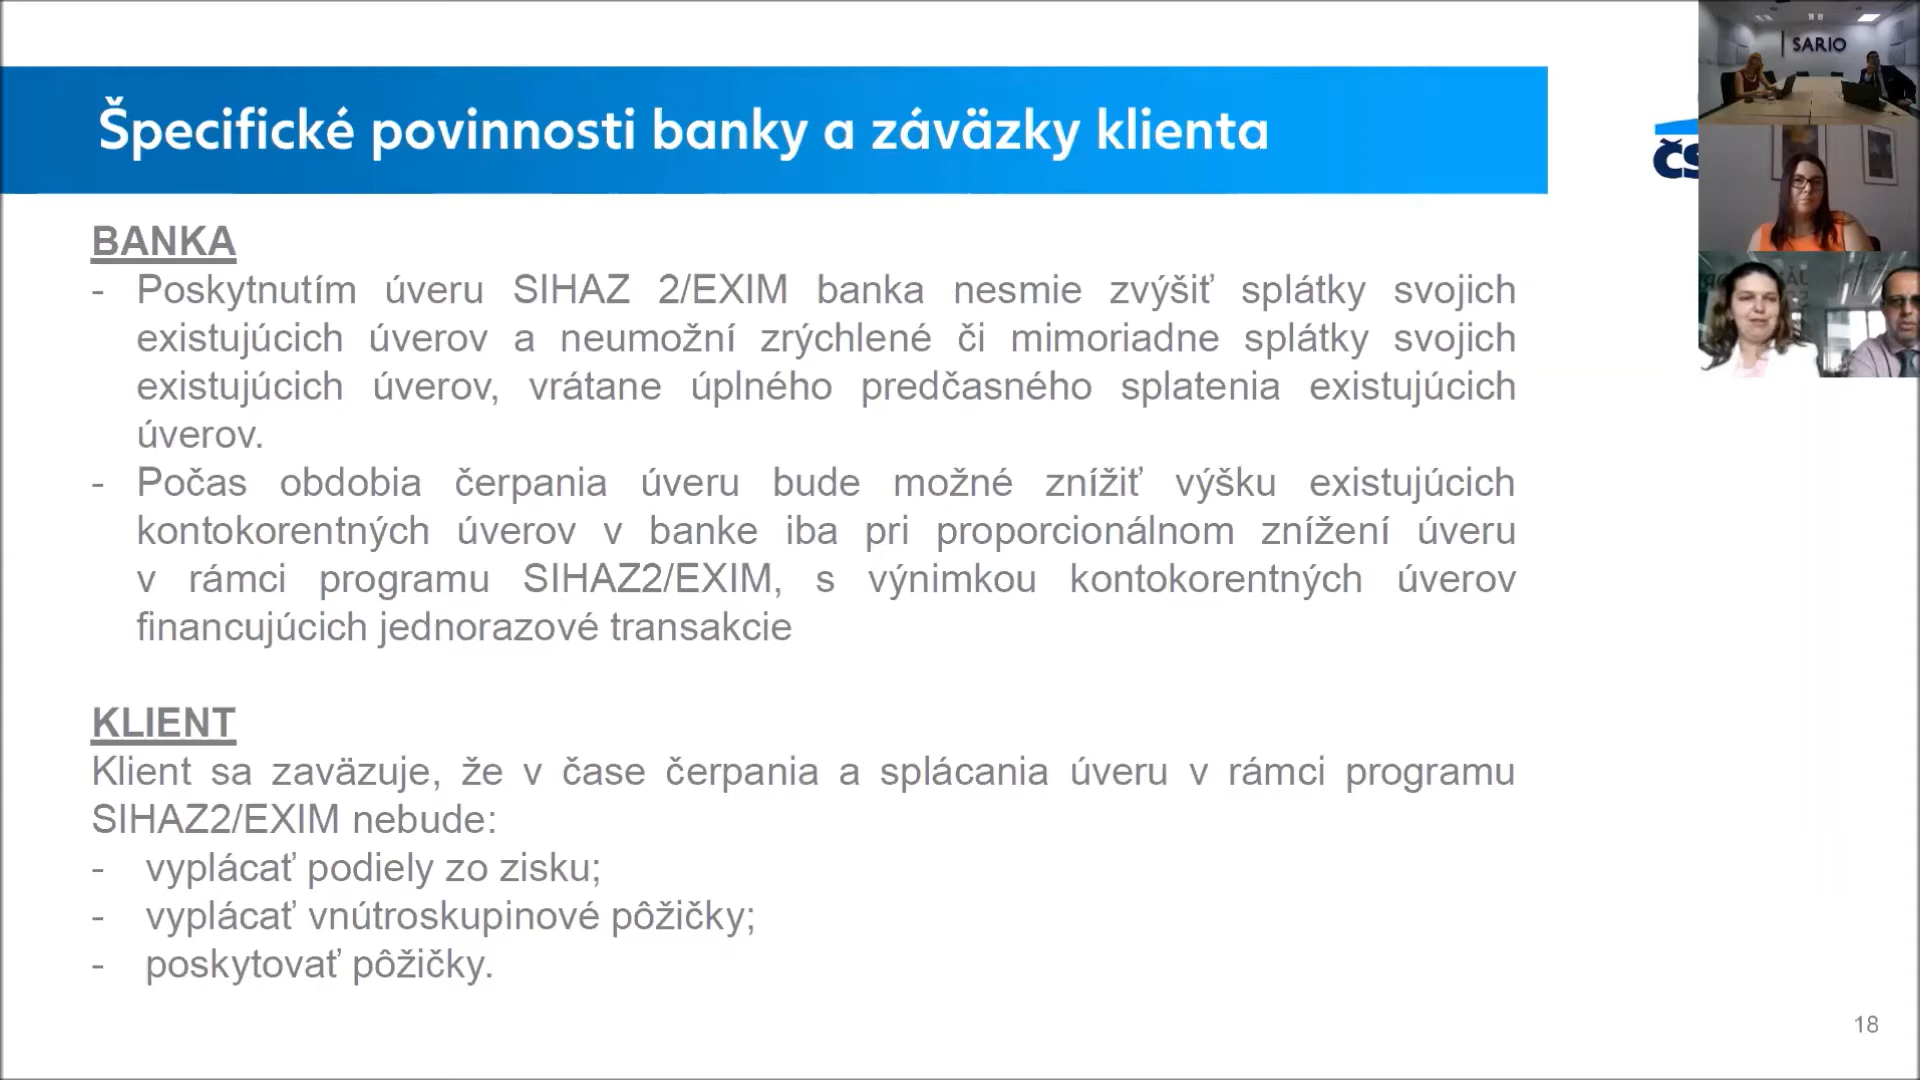 Špecifické povinnosti banky a záväzky klienta
SARIO
BANKA
- Poskytnutím úveru SIHAZ 2/EXIM banka nesmie zvýšiť splátky svojich
existujúcich úverov a neumožní zrýchlené či mimoriadne splátky svojich
existujúcich úverov, vrátane úplného predčasného splatenia existujúcich
úverov.
- Počas obdobia čerpania úveru bude možné znížiť výšku existujúcich
kontokorentných úverov v banke iba pri proporcionálnom znížení úveru
v rámci programu SIHAZ2/EXIM, s výnimkou kontokorentných úverov
financujúcich jednorazové transakcie
KLIENT
Klient sa zaväzuje, že v čase čerpania a splácania úveru v rámci programu
SIHAZ2/EXIM nebude:
- vyplácať podiely zo zisku;
- vyplácať vnútroskupinové pôžičky;
- poskytovať pôžičky.
18